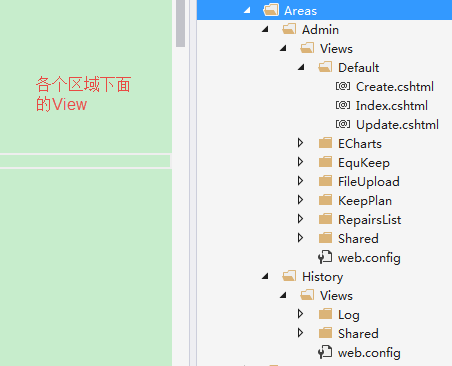 各个区域下面
的View
Areas
Admin
Views
Default
Create.cshtml
Index.cshtml
Update.cshtml
ECharts
EquKeep
FileUpload
KeepPlan
RepairsList
Shared
web.config
History
Views
Log
Shared
web.config